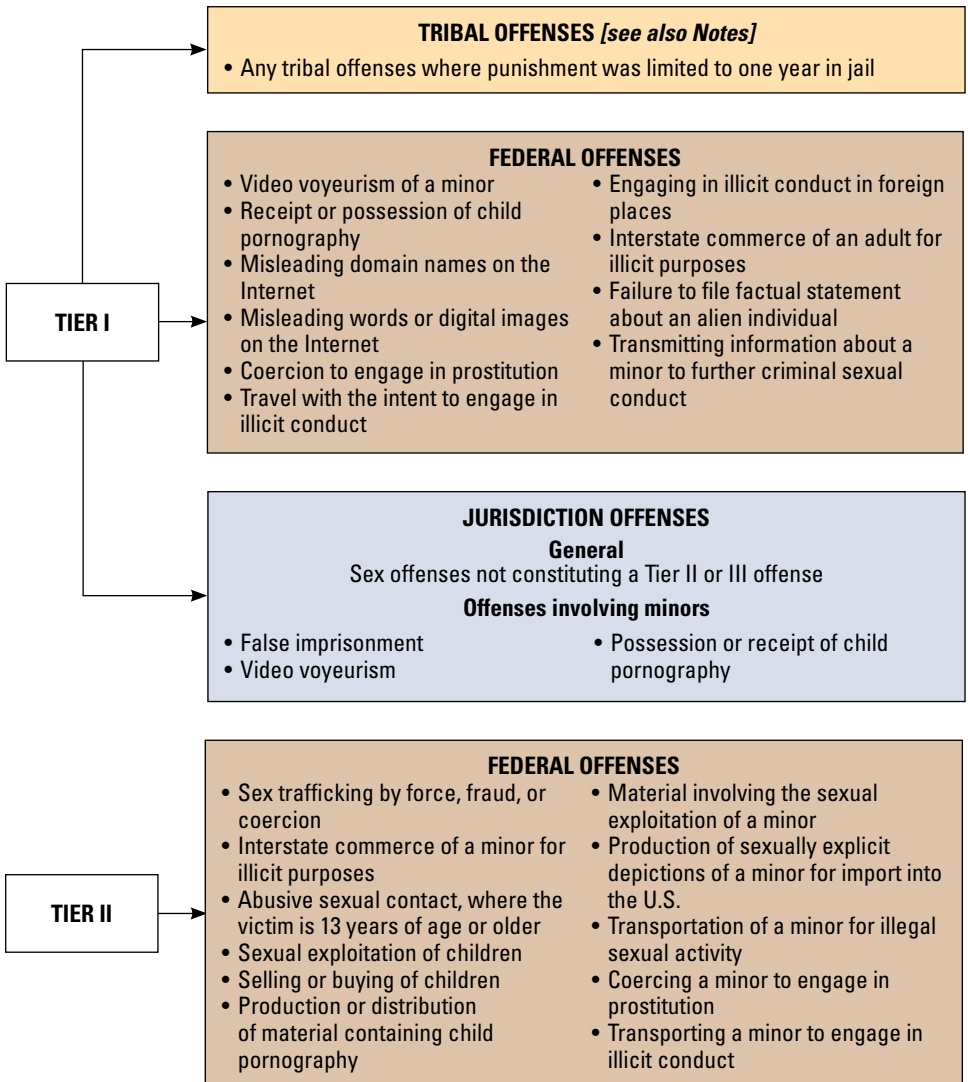 TRIBAL OFFENSES [see also Notes]
• Any tribal offenses where punishment was limited to one year in jail
TIER I
FEDERAL OFFENSES
• Video voyeurism of a minor
• Receipt or possession of child
pornography
• Misleading domain names on the
Internet
• Misleading words or digital images
on the Internet
• Coercion to engage in prostitution
• Travel with the intent to engage in
illicit conduct
• Engaging in illicit conduct in foreign
places
• Interstate commerce of an adult for
illicit purposes
• Failure to file factual statement
about an alien individual
• Transmitting information about a
minor to further criminal sexual
conduct
JURISDICTION OFFENSES
General
Sex offenses not constituting a Tier II or III offense
Offenses involving minors
• False imprisonment
• Video voyeurism
• Possession or receipt of child
pornography
TIER II
FEDERAL OFFENSES
• Sex trafficking by force, fraud, or
coercion
• Interstate commerce of a minor for
illicit purposes
• Abusive sexual contact, where the
victim is 13 years of age or older
• Sexual exploitation of children
• Selling or buying of children
• Production or distribution
of material containing child
pornography
• Material involving the sexual
exploitation of a minor
• Production of sexually explicit
depictions of a minor for import into
the U.S.
• Transportation of a minor for illegal
sexual activity
• Coercing a minor to engage in
prostitution
• Transporting a minor to engage in
illicit conduct